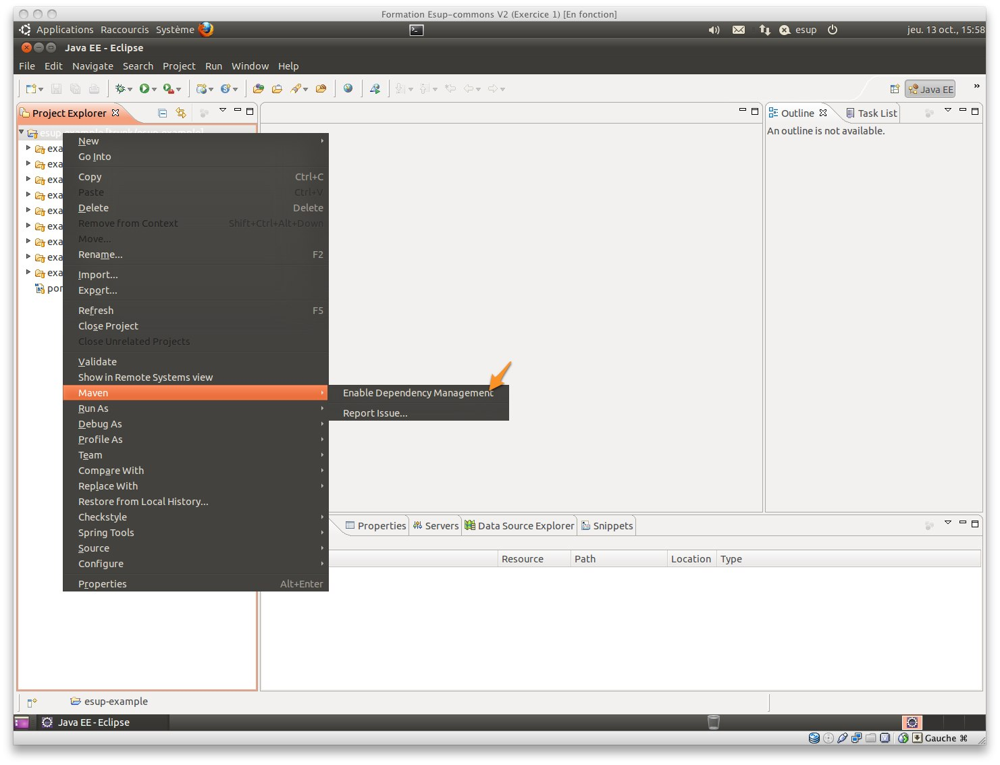 Formation Esup-commons V2 (Exercice 1) [En fonction]
Applications Raccourcis Système esup jeu. 13 oct., 15:58
Java EE - Eclipse
File Edit Navigate Search Project Run Window Help
Java EE
Project Explorer
Outline Task List
esup-example [trunk/esup-example]
An outline is not available.
exa
exa
exa
exa
exa
exa
exa
exa
exa
por
New
Go Into
Copy Ctrl+C
Paste Ctrl+V
Delete Delete
Remove from Context Shift+Ctrl+Alt+Down
Move...
Rename... F2
Import...
Export...
Refresh F5
Close Project
Close Unrelated Projects
Validate
Show in Remote Systems view
Maven
Run As
Debug As
Profile As
Team
Compare With
Replace With
Restore from Local History...
Checkstyle
Spring Tools
Source
Configure
Properties Alt+Enter
Enable Dependency Management
Report Issue...
Properties Servers Data Source Explorer Snippets
Resource Path Location Type
esup-example
Java EE - Eclipse
Gauche ⌘